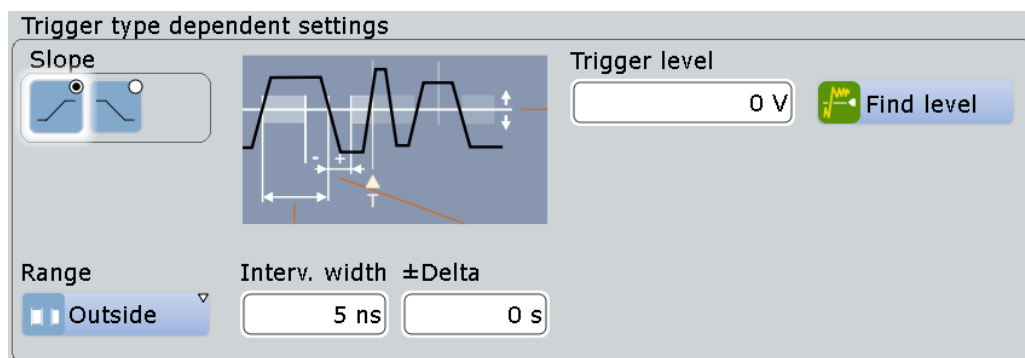 Trigger type dependent settings
Slope
Trigger level
0 V
Find level
- +
T
Range
Interv. width
±Delta
Outside
5 ns
0 s